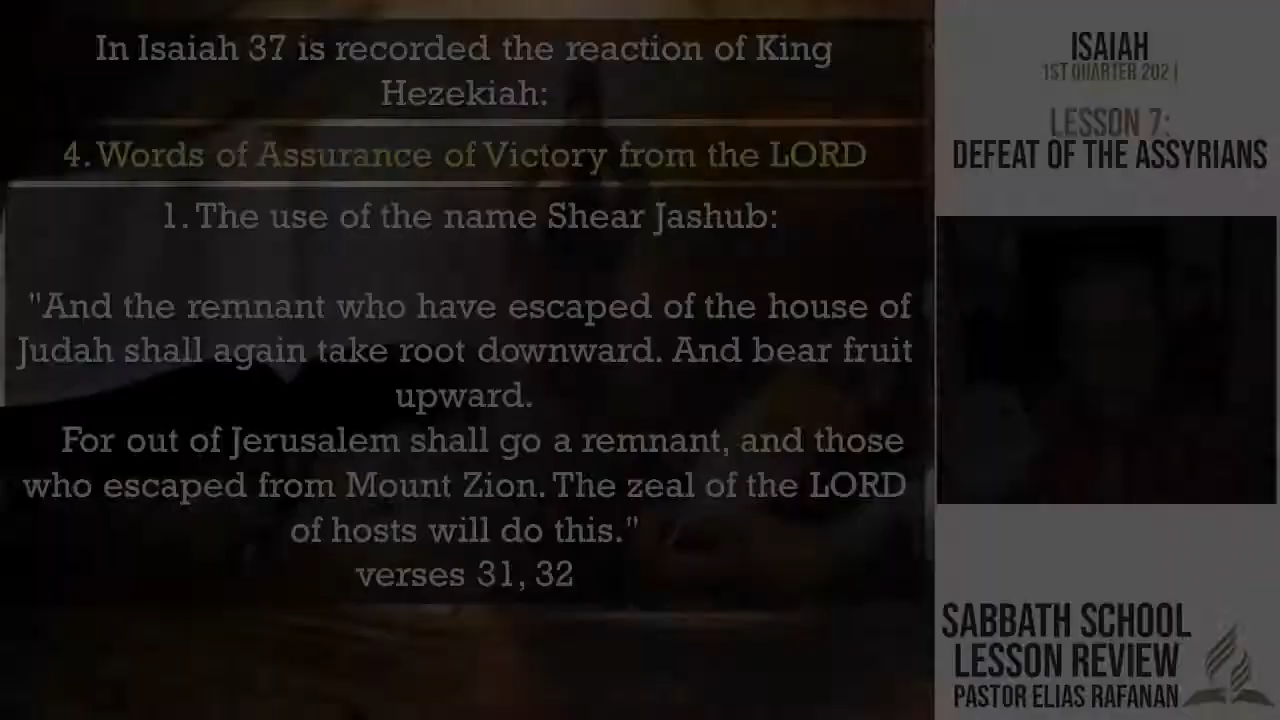 In Isaiah 37 is recorded the reaction of King
Hezekiah:
4. Words of Assurance of Victory from the LORD
1. The use of the name Shear Jashub:
"And the remnant who have escaped of the house of
Judah shall again take root downward. And bear fruit
upward.
For out of Jerusalem shall go a remnant, and those
who escaped from Mount Zion. The zeal of the LORD
of hosts will do this."
verses 31, 32
ISAIAH
1ST QUARTER 2021
LESSON 7:
DEFEAT OF THE ASSYRIANS
SABBATH SCHOOL
LESSON REVIEW
PASTOR ELIAS RAFANAN